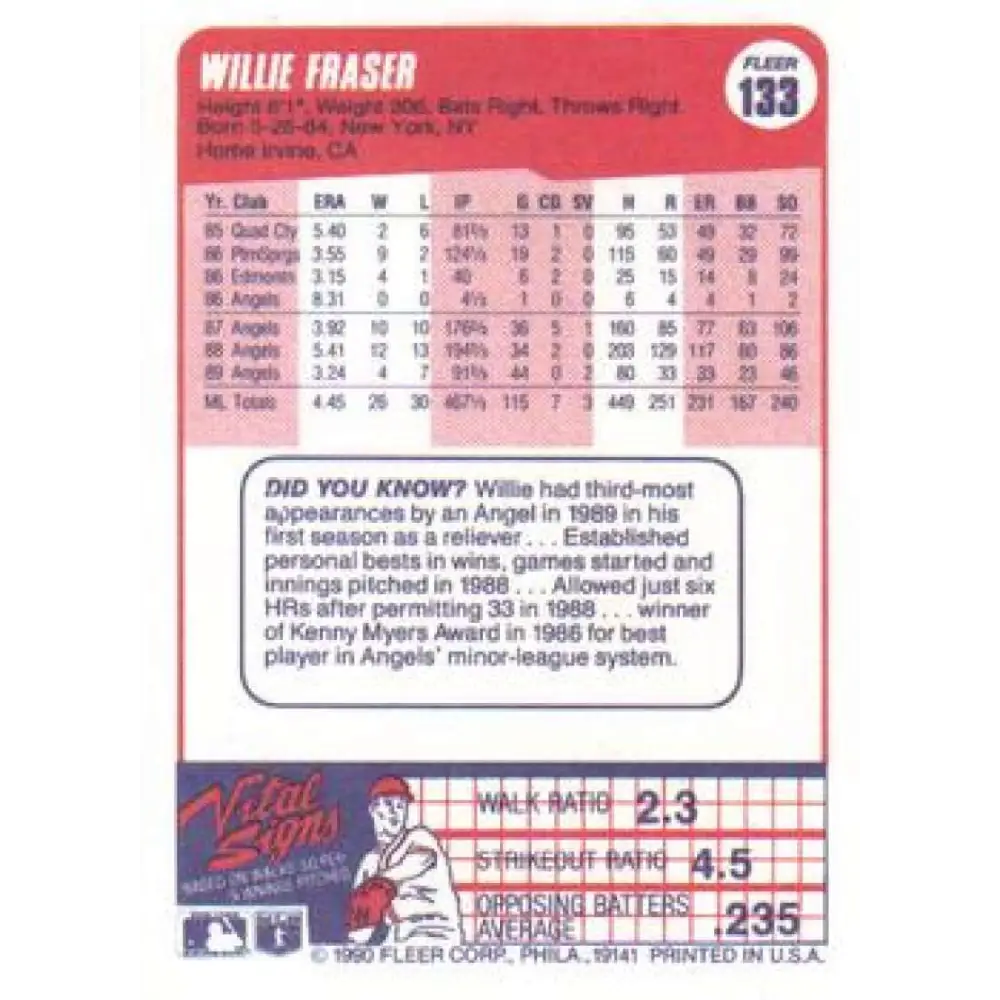 WILLIE FRASER
FLEER
133
Height 6'1", Weight 206, Bats Right, Throws Right
Born 5-26-64, New York, NY
Home Irvine, CA
Yr. Club ERA W L IP G CG SV H R ER BB SO
85 Quad Cty 5.40 2 6 81⅔ 13 1 0 95 53 49 32 72
86 PlmSprgs 3.55 9 2 124⅓ 19 2 0 115 60 49 29 99
86 Edmonts 3.15 4 1 40 6 2 0 25 15 14 8 24
86 Angels 8.31 0 0 4⅓ 1 0 0 6 4 4 1 2
87 Angels 3.92 10 10 176⅔ 36 5 1 160 85 77 63 106
88 Angels 5.41 12 13 194⅔ 34 2 0 203 129 117 80 86
89 Angels 3.24 4 7 91⅔ 44 0 2 80 33 33 23 46
ML Totals 4.45 26 30 467⅓ 115 7 3 449 251 231 167 240
DID YOU KNOW? Willie had third-most
appearances by an Angel in 1989 in his
first season as a reliever . . . Established
personal bests in wins, games started and
innings pitched in 1988 . . . Allowed just six
HRs after permitting 33 in 1988 . . . winner
of Kenny Myers Award in 1986 for best
player in Angels' minor-league system.
Vital
Signs
BASED ON WALKS, SO PER
9 INNINGS PITCHED
WALK RATIO 2.3
STRIKEOUT RATIO 4.5
OPPOSING BATTERS
AVERAGE .235
© 1990 FLEER CORP., PHILA., 19141 PRINTED IN U.S.A.